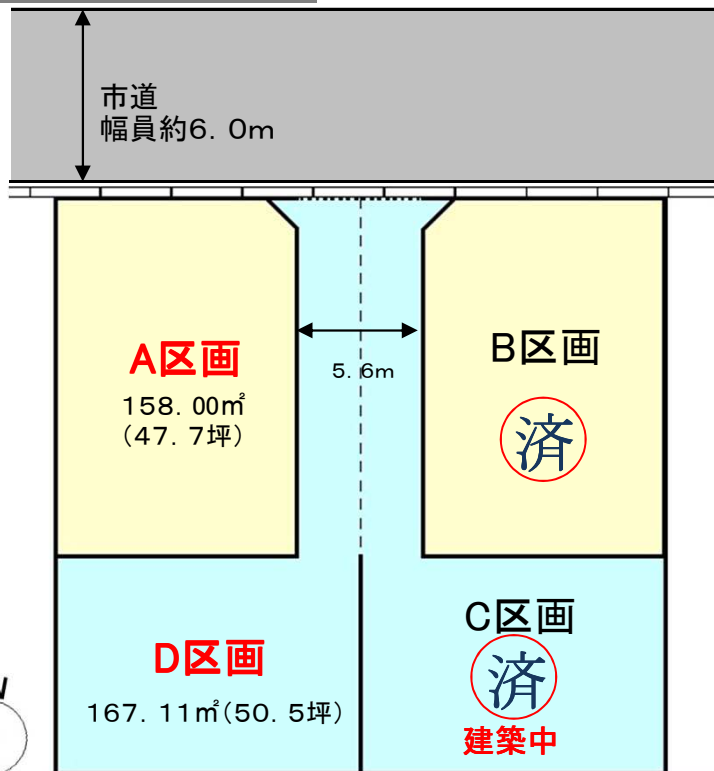 市道
幅員約6.0m
A区画
158.00㎡
(47.7坪)
5.6m
B区画
済
D区画
167.11㎡(50.5坪)
C区画
済
建築中